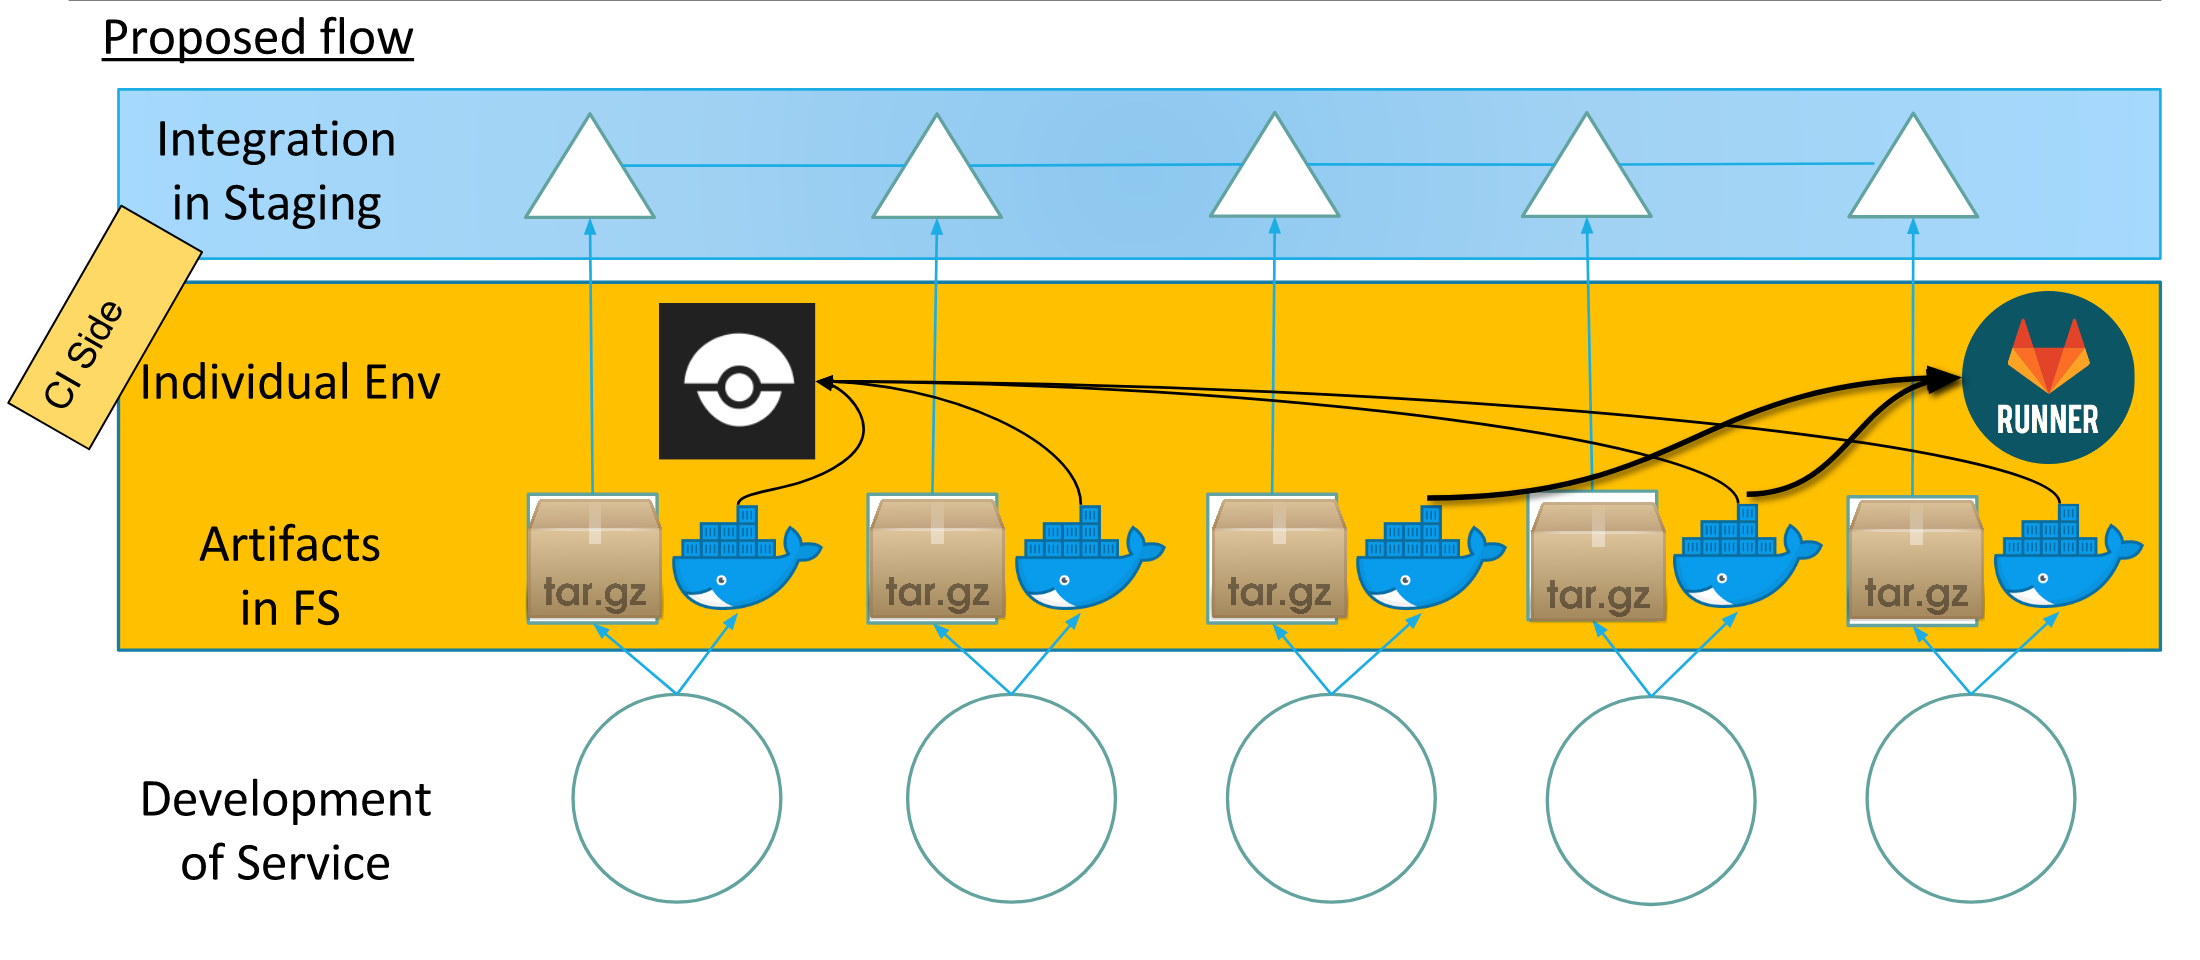 Proposed flow
Integration
in Staging
CI Side
Individual Env
RUNNER
Artifacts
in FS
tar.gz
tar.gz
tar.gz
tar.gz
tar.gz
Development
of Service